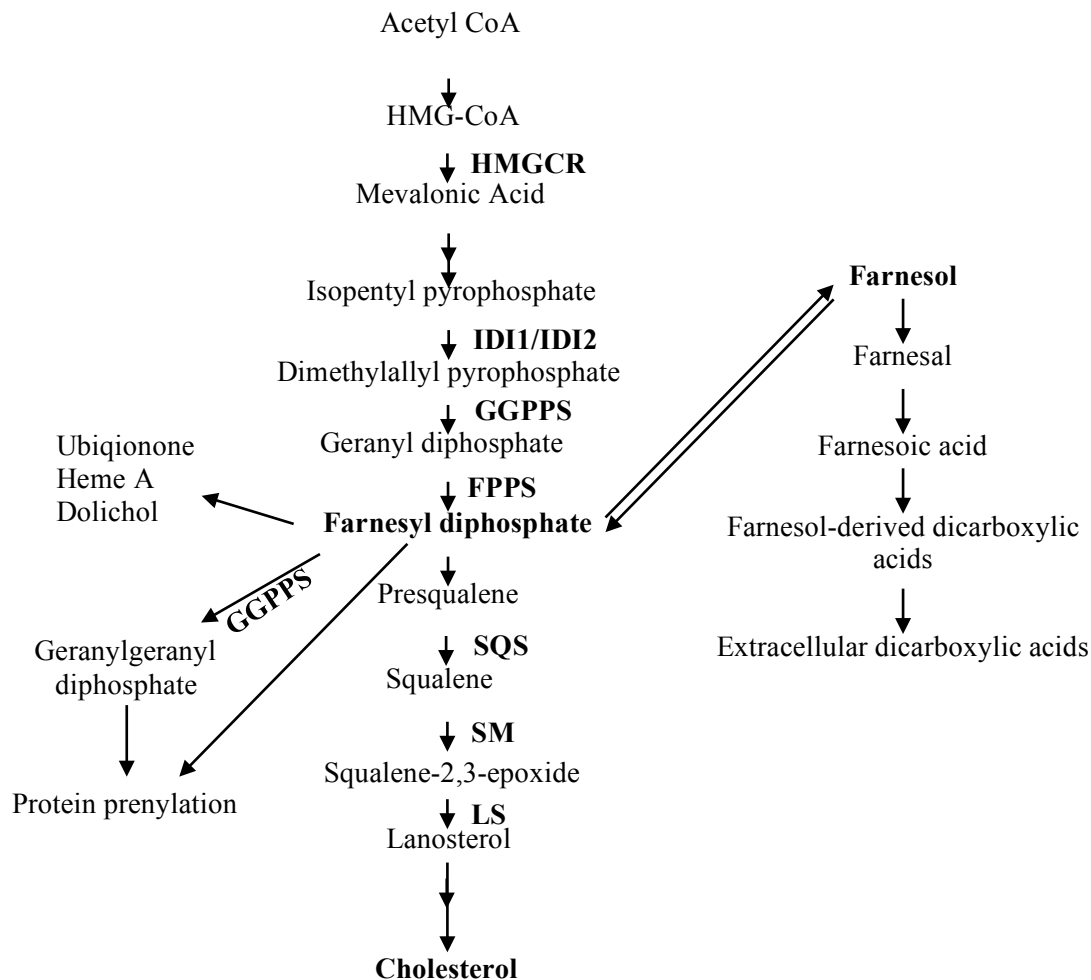 Acetyl CoA
HMG-CoA
HMGCR
Mevalonic Acid
Isopentyl pyrophosphate
IDI1/IDI2
Dimethylallyl pyrophosphate
GGPPS
Geranyl diphosphate
FPPS
Farnesyl diphosphate
Presqualene
SQS
Squalene
SM
Squalene-2,3-epoxide
LS
Lanosterol
Cholesterol
Ubiqionone
Heme A
Dolichol
GGPPS
Geranylgeranyl
diphosphate
Protein prenylation
Farnesol
Farnesal
Farnesoic acid
Farnesol-derived dicarboxylic
acids
Extracellular dicarboxylic acids